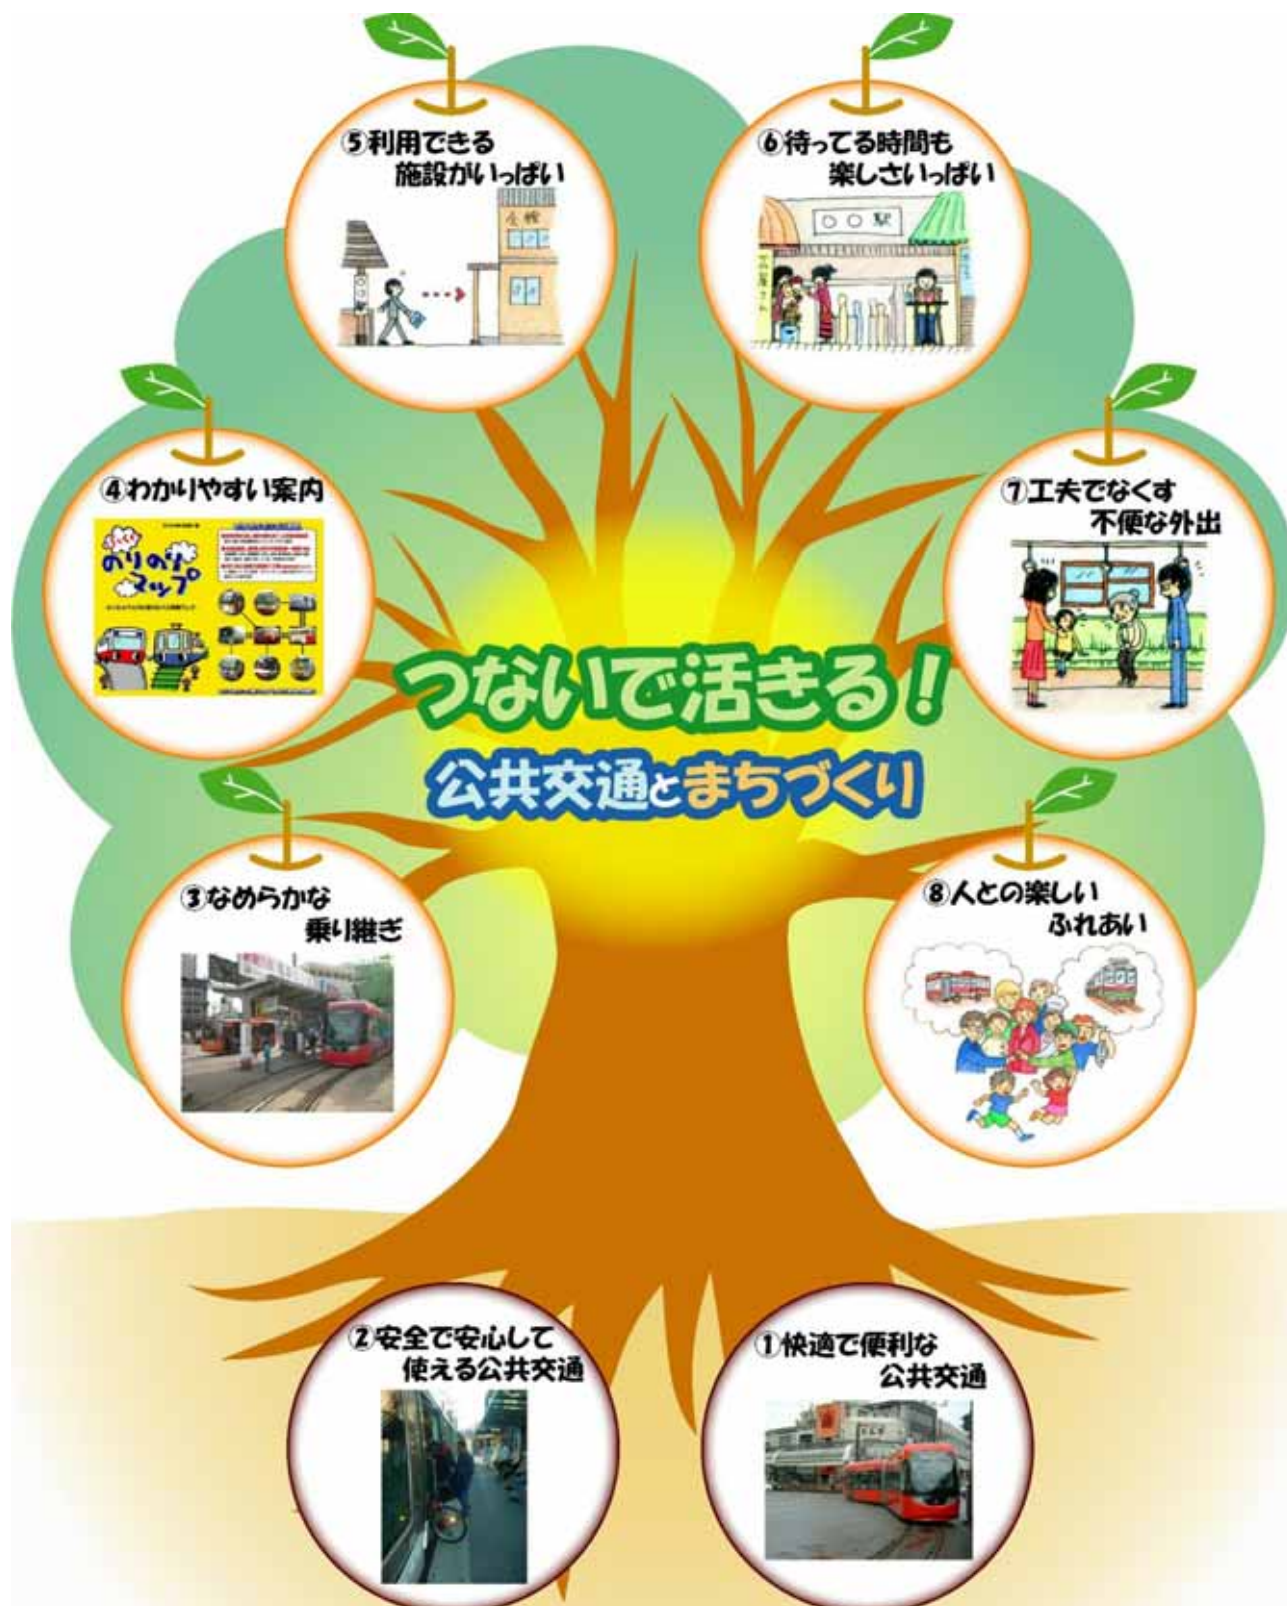 ⑤利用できる
施設がいっぱい
会館
⑥待ってる時間も
楽しさいっぱい
○○駅
④わかりやすい案内
のりのり
マップ
⑦工夫でなくす
不便な外出
つないで活きる！
公共交通とまちづくり
③なめらかな
乗り継ぎ
⑧人との楽しい
ふれあい
②安全で安心して
使える公共交通
①快適で便利な
公共交通